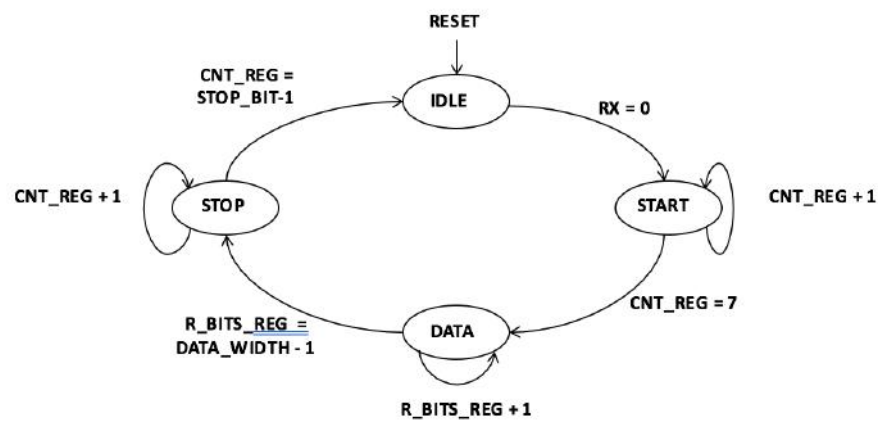 RESET
CNT_REG =
STOP_BIT-1
IDLE
RX = 0
CNT_REG + 1
STOP
START
CNT_REG + 1
CNT_REG = 7
R_BITS_REG =
DATA_WIDTH - 1
DATA
R_BITS_REG + 1